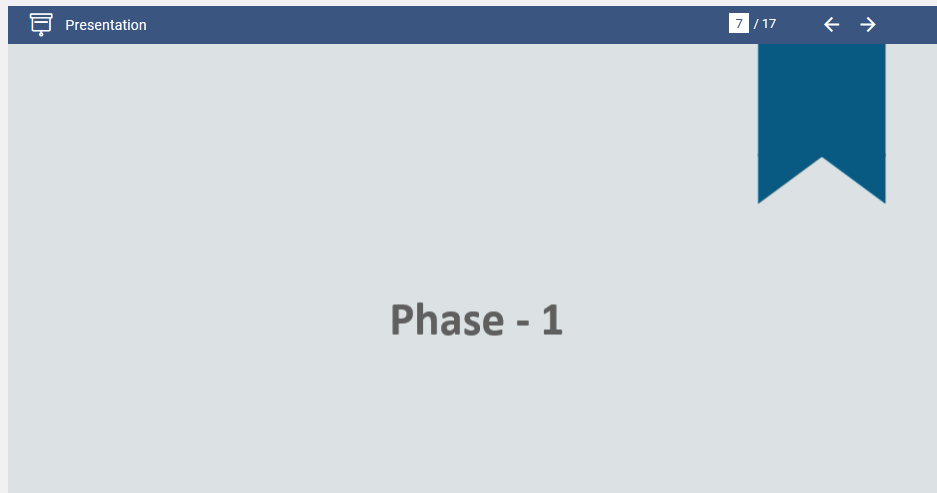 Presentation
7 / 17
Phase - 1